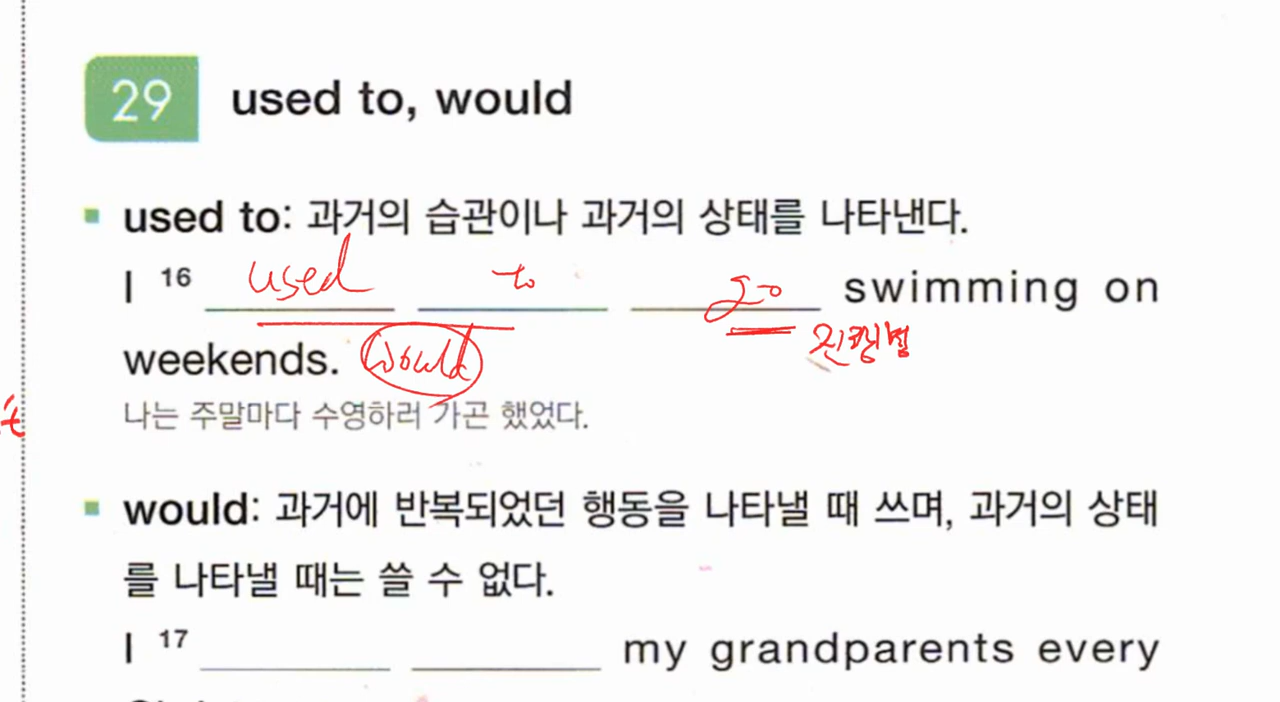 29 used to, would
used to: 과거의 습관이나 과거의 상태를 나타낸다.
I 16 used to go swimming on
weekends. would
나는 주말마다 수영하러 가곤 했었다.
would: 과거에 반복되었던 행동을 나타낼 때 쓰며, 과거의 상태
를 나타낼 때는 쓸 수 없다.
I 17 my grandparents every